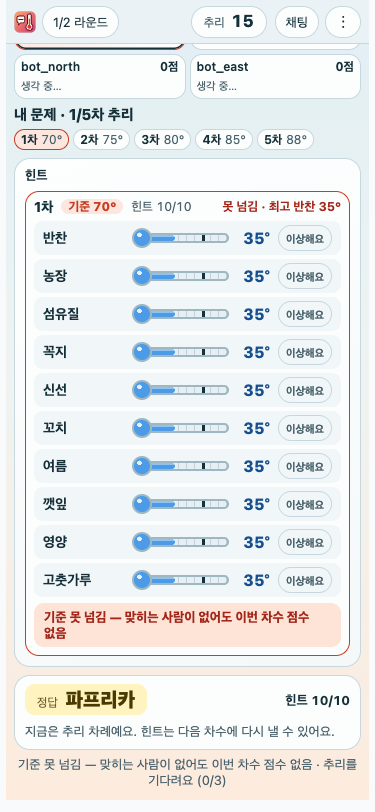 1/2 라운드 추리 15 채팅
bot_north 0점 bot_east 0점
생각 중... 생각 중...
내 문제 · 1/5차 추리
1차 70° 2차 75° 3차 80° 4차 85° 5차 88°
힌트
1차 기준 70° 힌트 10/10 못 넘김 · 최고 반찬 35°
반찬 35° 이상해요
농장 35° 이상해요
섬유질 35° 이상해요
꼭지 35° 이상해요
신선 35° 이상해요
꼬치 35° 이상해요
여름 35° 이상해요
깻잎 35° 이상해요
영양 35° 이상해요
고춧가루 35° 이상해요
기준 못 넘김 — 맞히는 사람이 없어도 이번 차수 점수
없음
정답 파프리카 힌트 10/10
지금은 추리 차례예요. 힌트는 다음 차수에 다시 낼 수 있어요.
기준 못 넘김 — 맞히는 사람이 없어도 이번 차수 점수 없음 · 추리를
기다려요 (0/3)